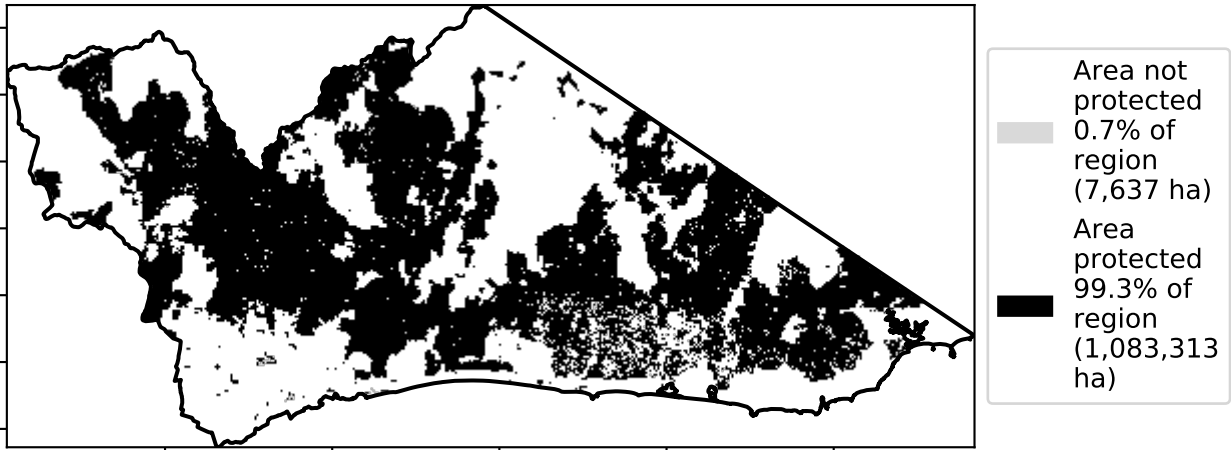 Area not
protected
0.7% of
region
(7,637 ha)
Area
protected
99.3% of
region
(1,083,313
ha)